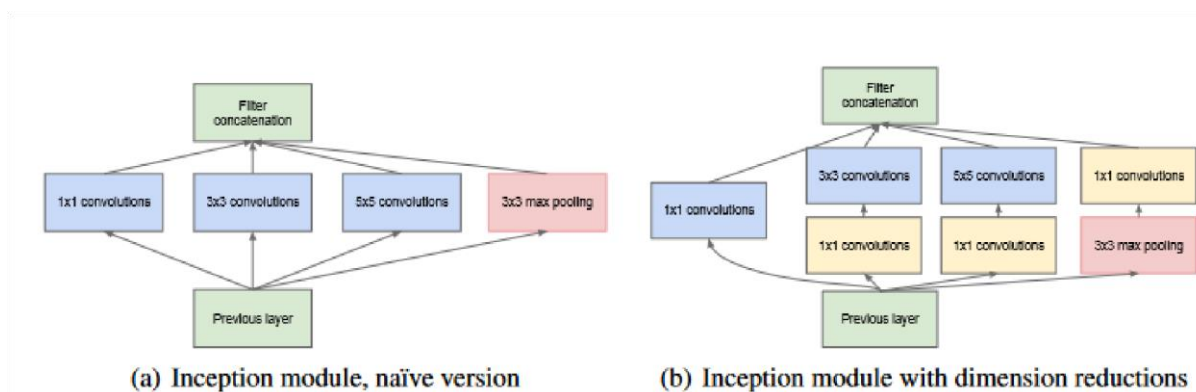 Filter
concatenation
1x1 convolutions
3x3 convolutions
5x5 convolutions
3x3 max pooling
Previous layer
(a) Inception module, naïve version
Filter
concatenation
3x3 convolutions
5x5 convolutions
1x1 convolutions
1x1 convolutions
1x1 convolutions
1x1 convolutions
3x3 max pooling
Previous layer
(b) Inception module with dimension reductions